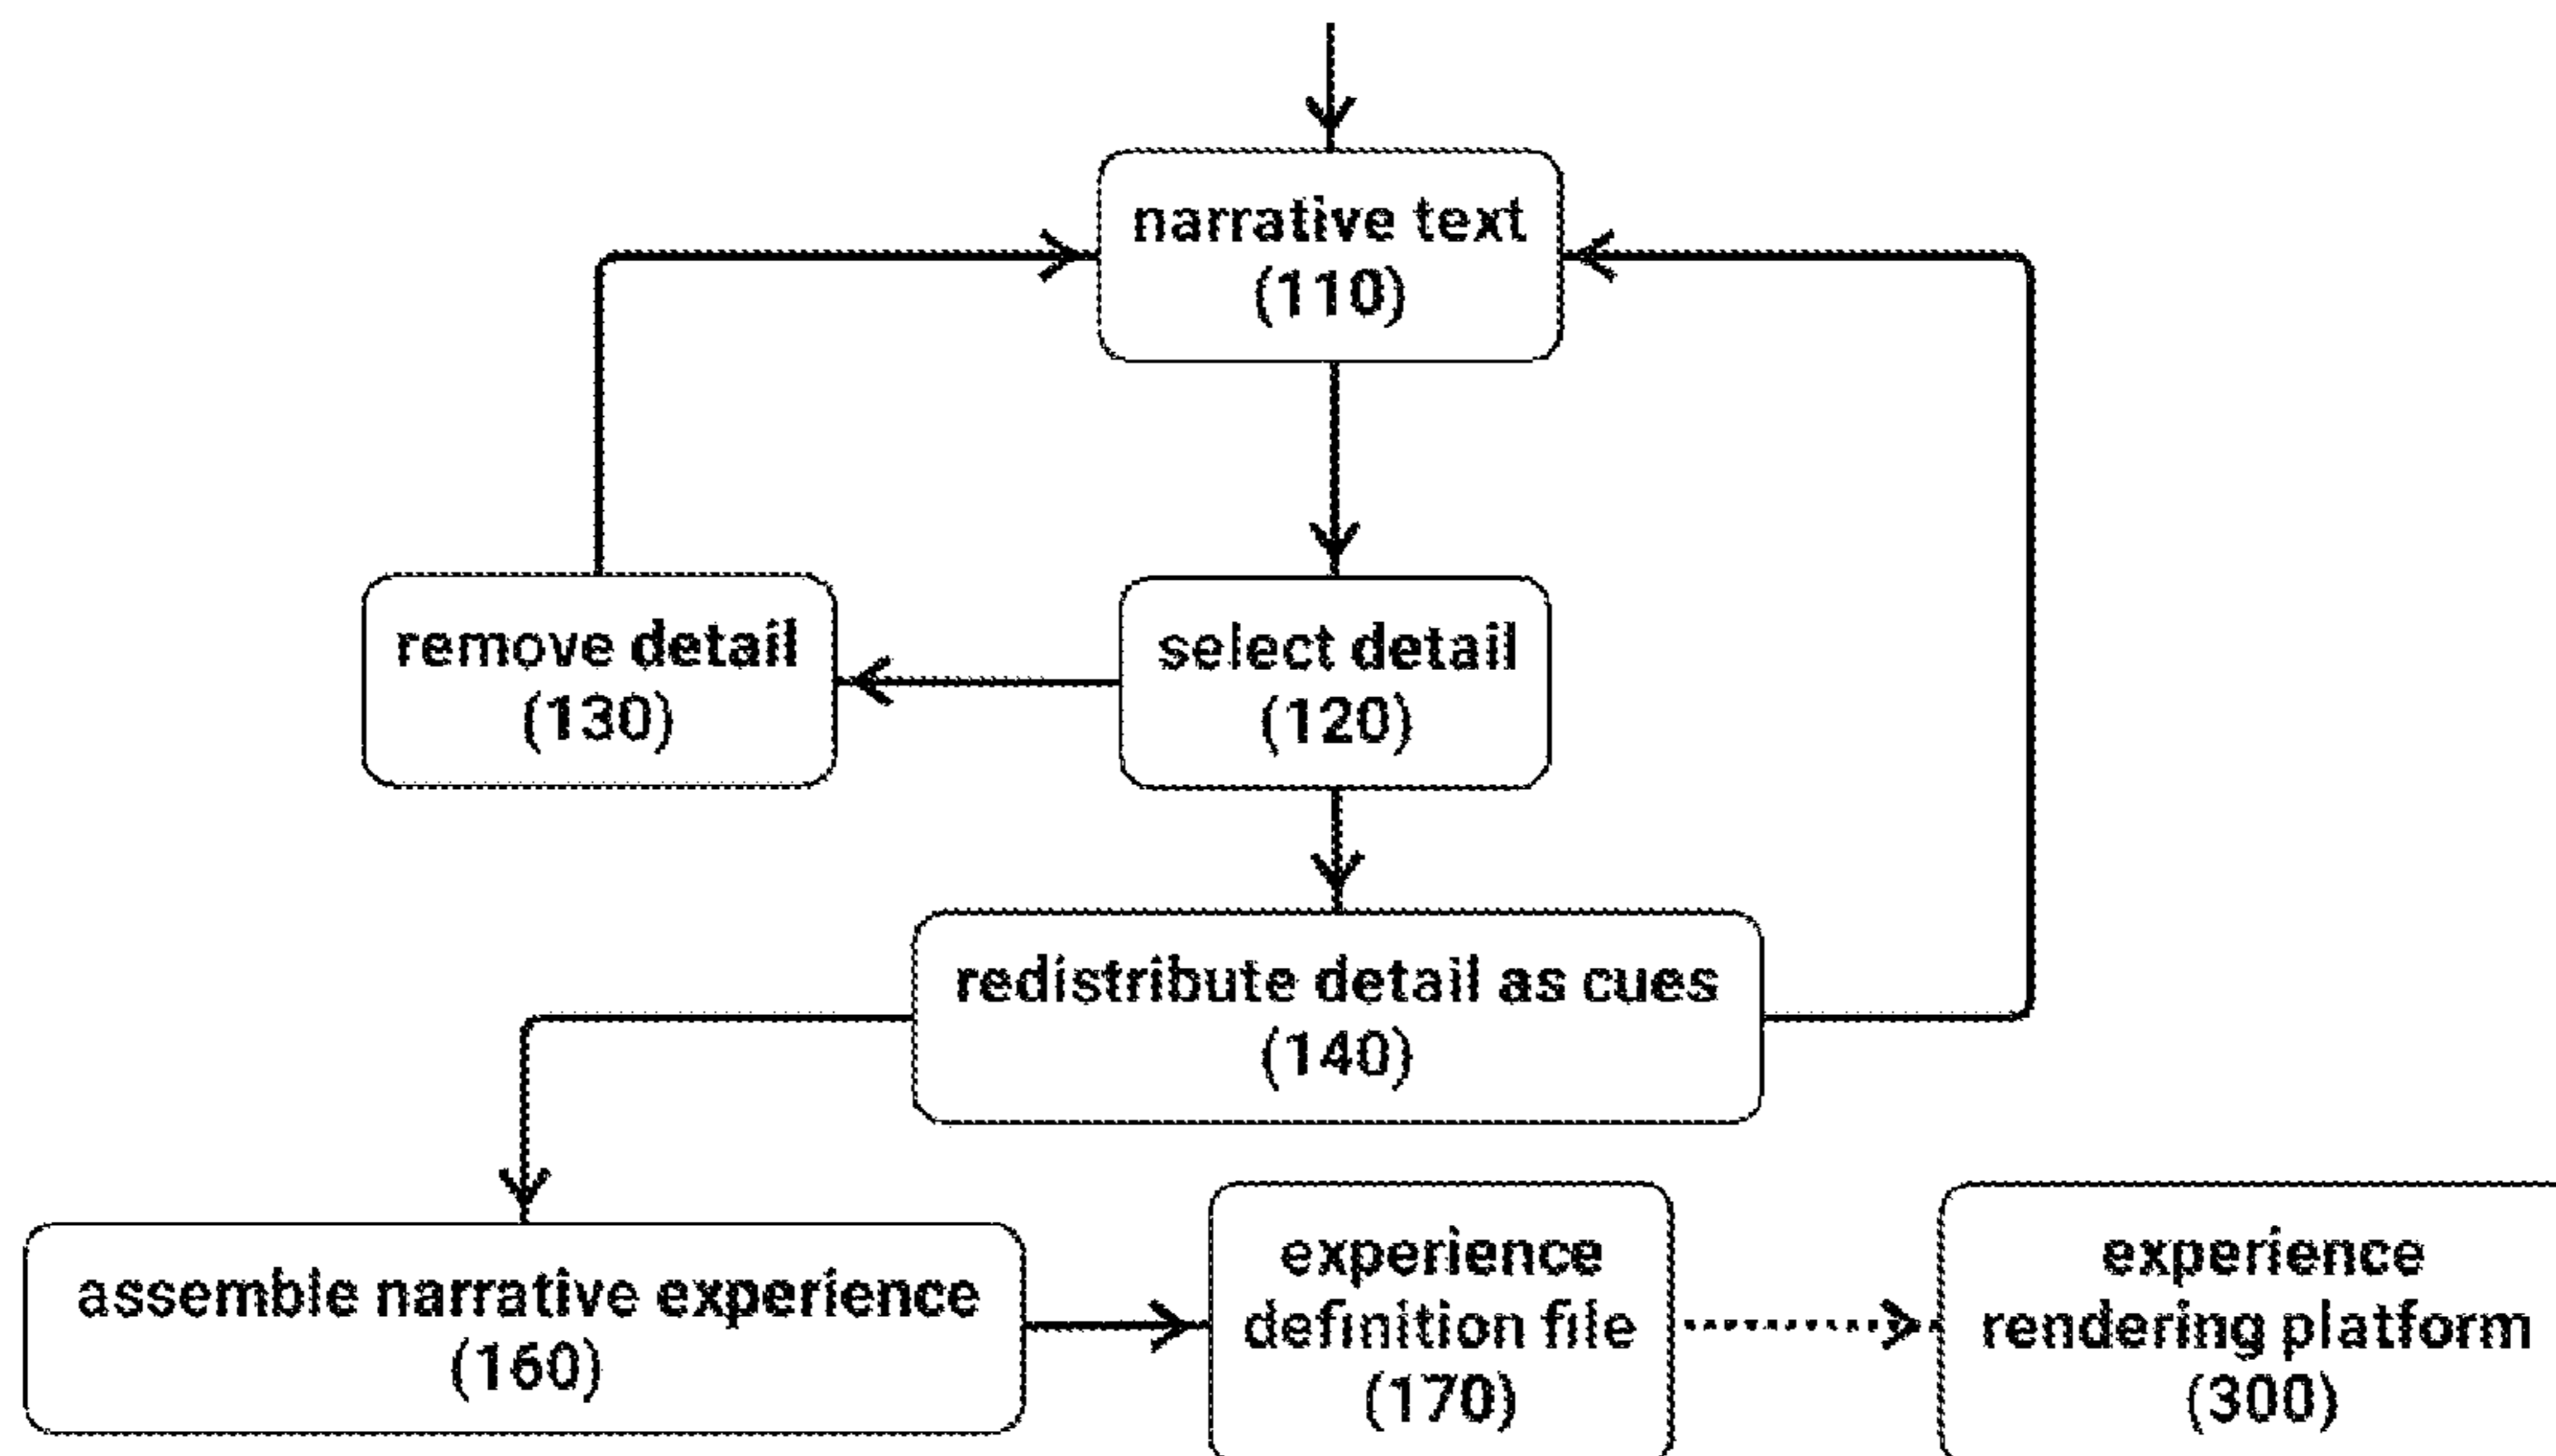 narrative text
(110)
remove detail
(130)
select detail
(120)
redistribute detail as cues
(140)
assemble narrative experience
(160)
experience
definition file
(170)
experience
rendering platform
(300)